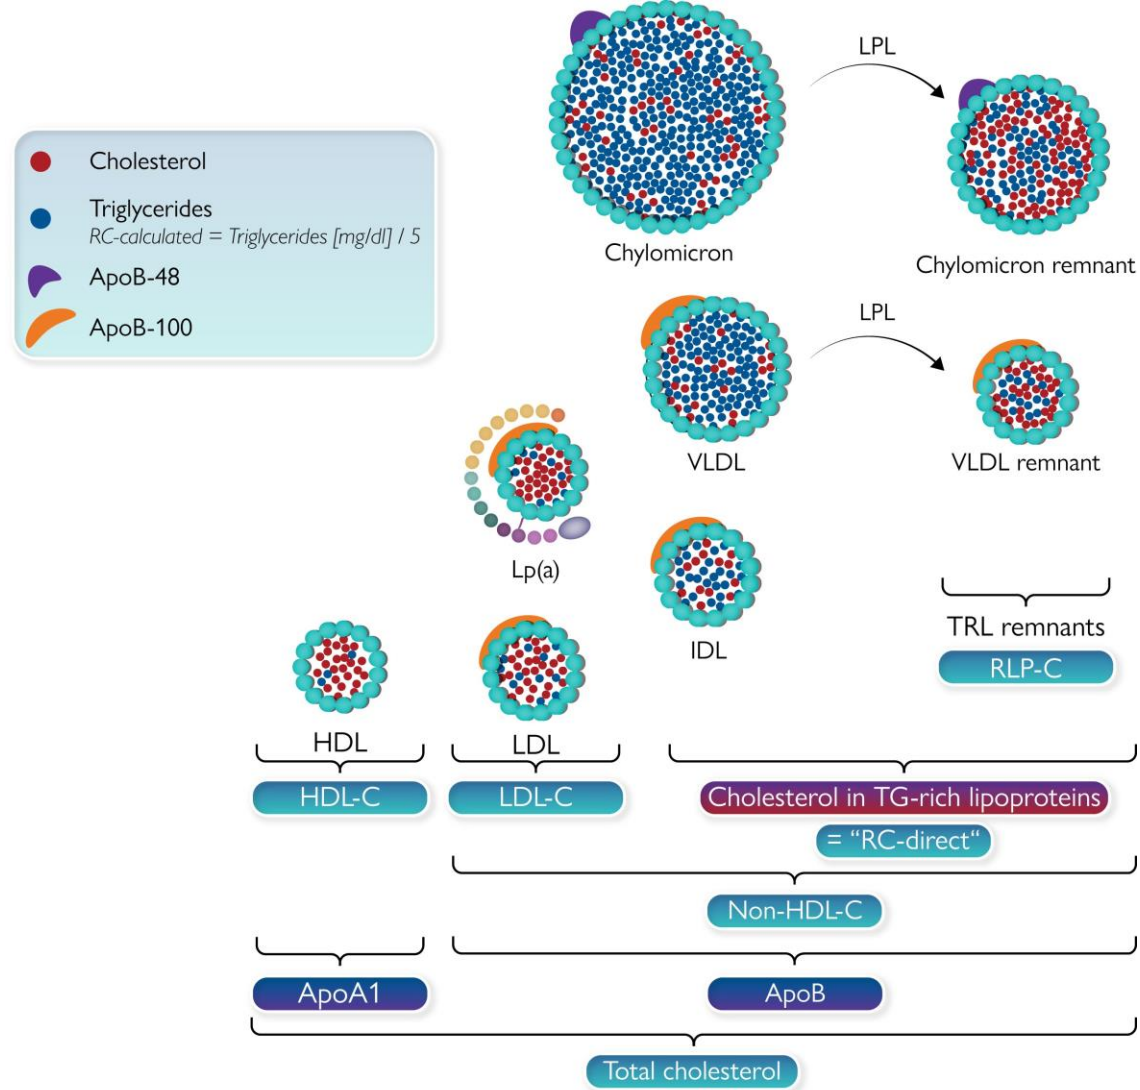 LPL
Cholesterol
Triglycerides
RC-calculated = Triglycerides [mg/dl] / 5
ApoB-48
ApoB-100
Chylomicron
Chylomicron remnant
LPL
VLDL
VLDL remnant
Lp(a)
IDL
TRL remnants
RLP-C
HDL
LDL
HDL-C
LDL-C
Cholesterol in TG-rich lipoproteins
= “RC-direct“
Non-HDL-C
ApoA1
ApoB
Total cholesterol